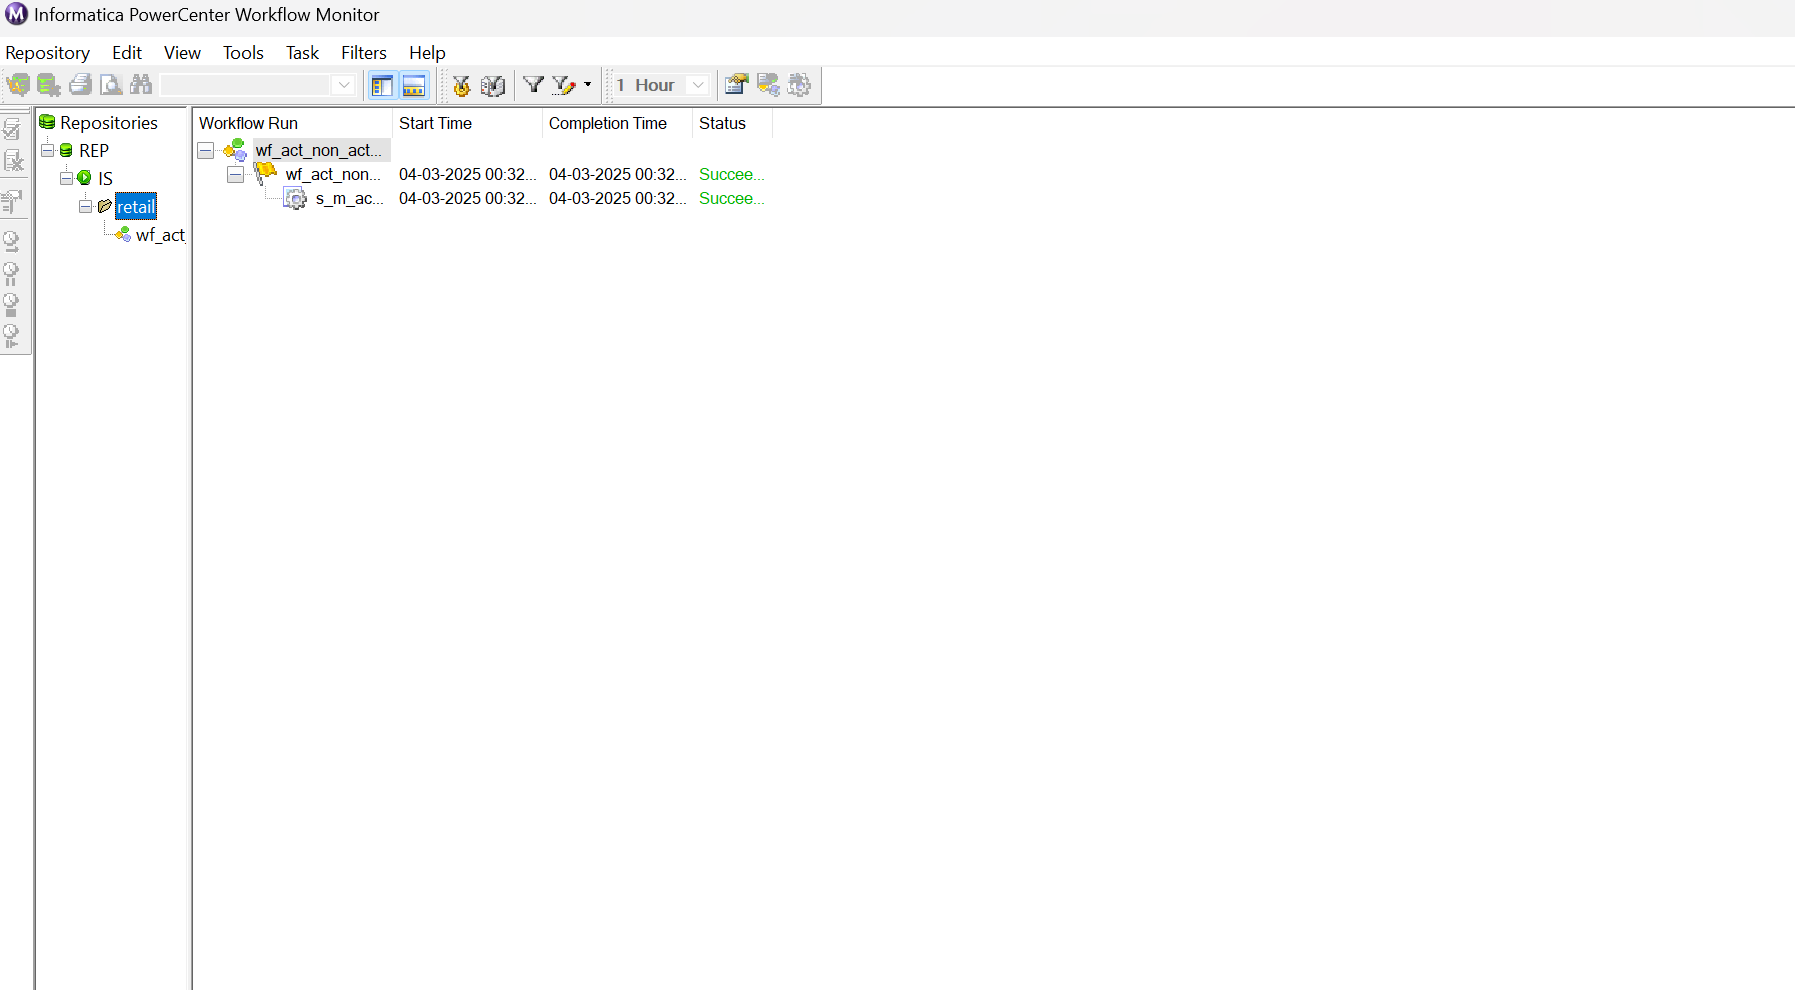 Informatica PowerCenter Workflow Monitor
Repository Edit View Tools Task Filters Help
1 Hour
Repositories
REP
IS
retail
wf_act_
Workflow Run Start Time Completion Time Status
wf_act_non_act...
wf_act_non... 04-03-2025 00:32... 04-03-2025 00:32... Succee...
s_m_ac... 04-03-2025 00:32... 04-03-2025 00:32... Succee...